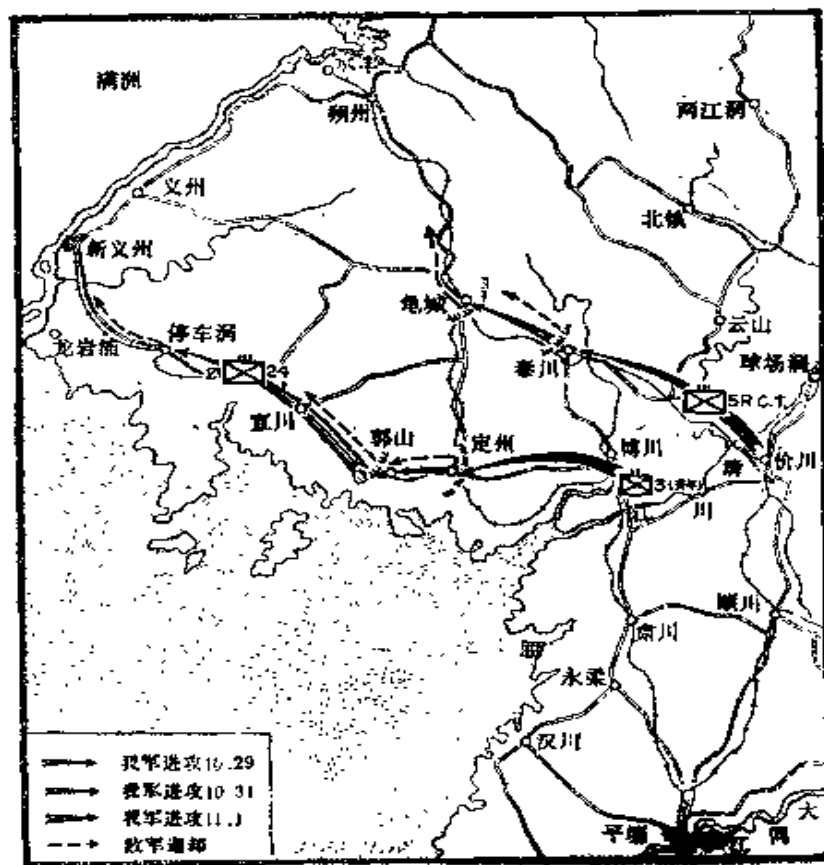 满洲
朔州
两江洞
义州
北镇
新义州
龟城
云山
停车洞
龙岩浦
泰川
球场洞
21
24
5R.C.T.
宣川
郭山
定州
博川
价川
清
3
江
川
顺川
肃川
永柔
汉川
大
平壤
我军进攻10.29
我军进攻10.31
我军进攻11.1
敌军退却